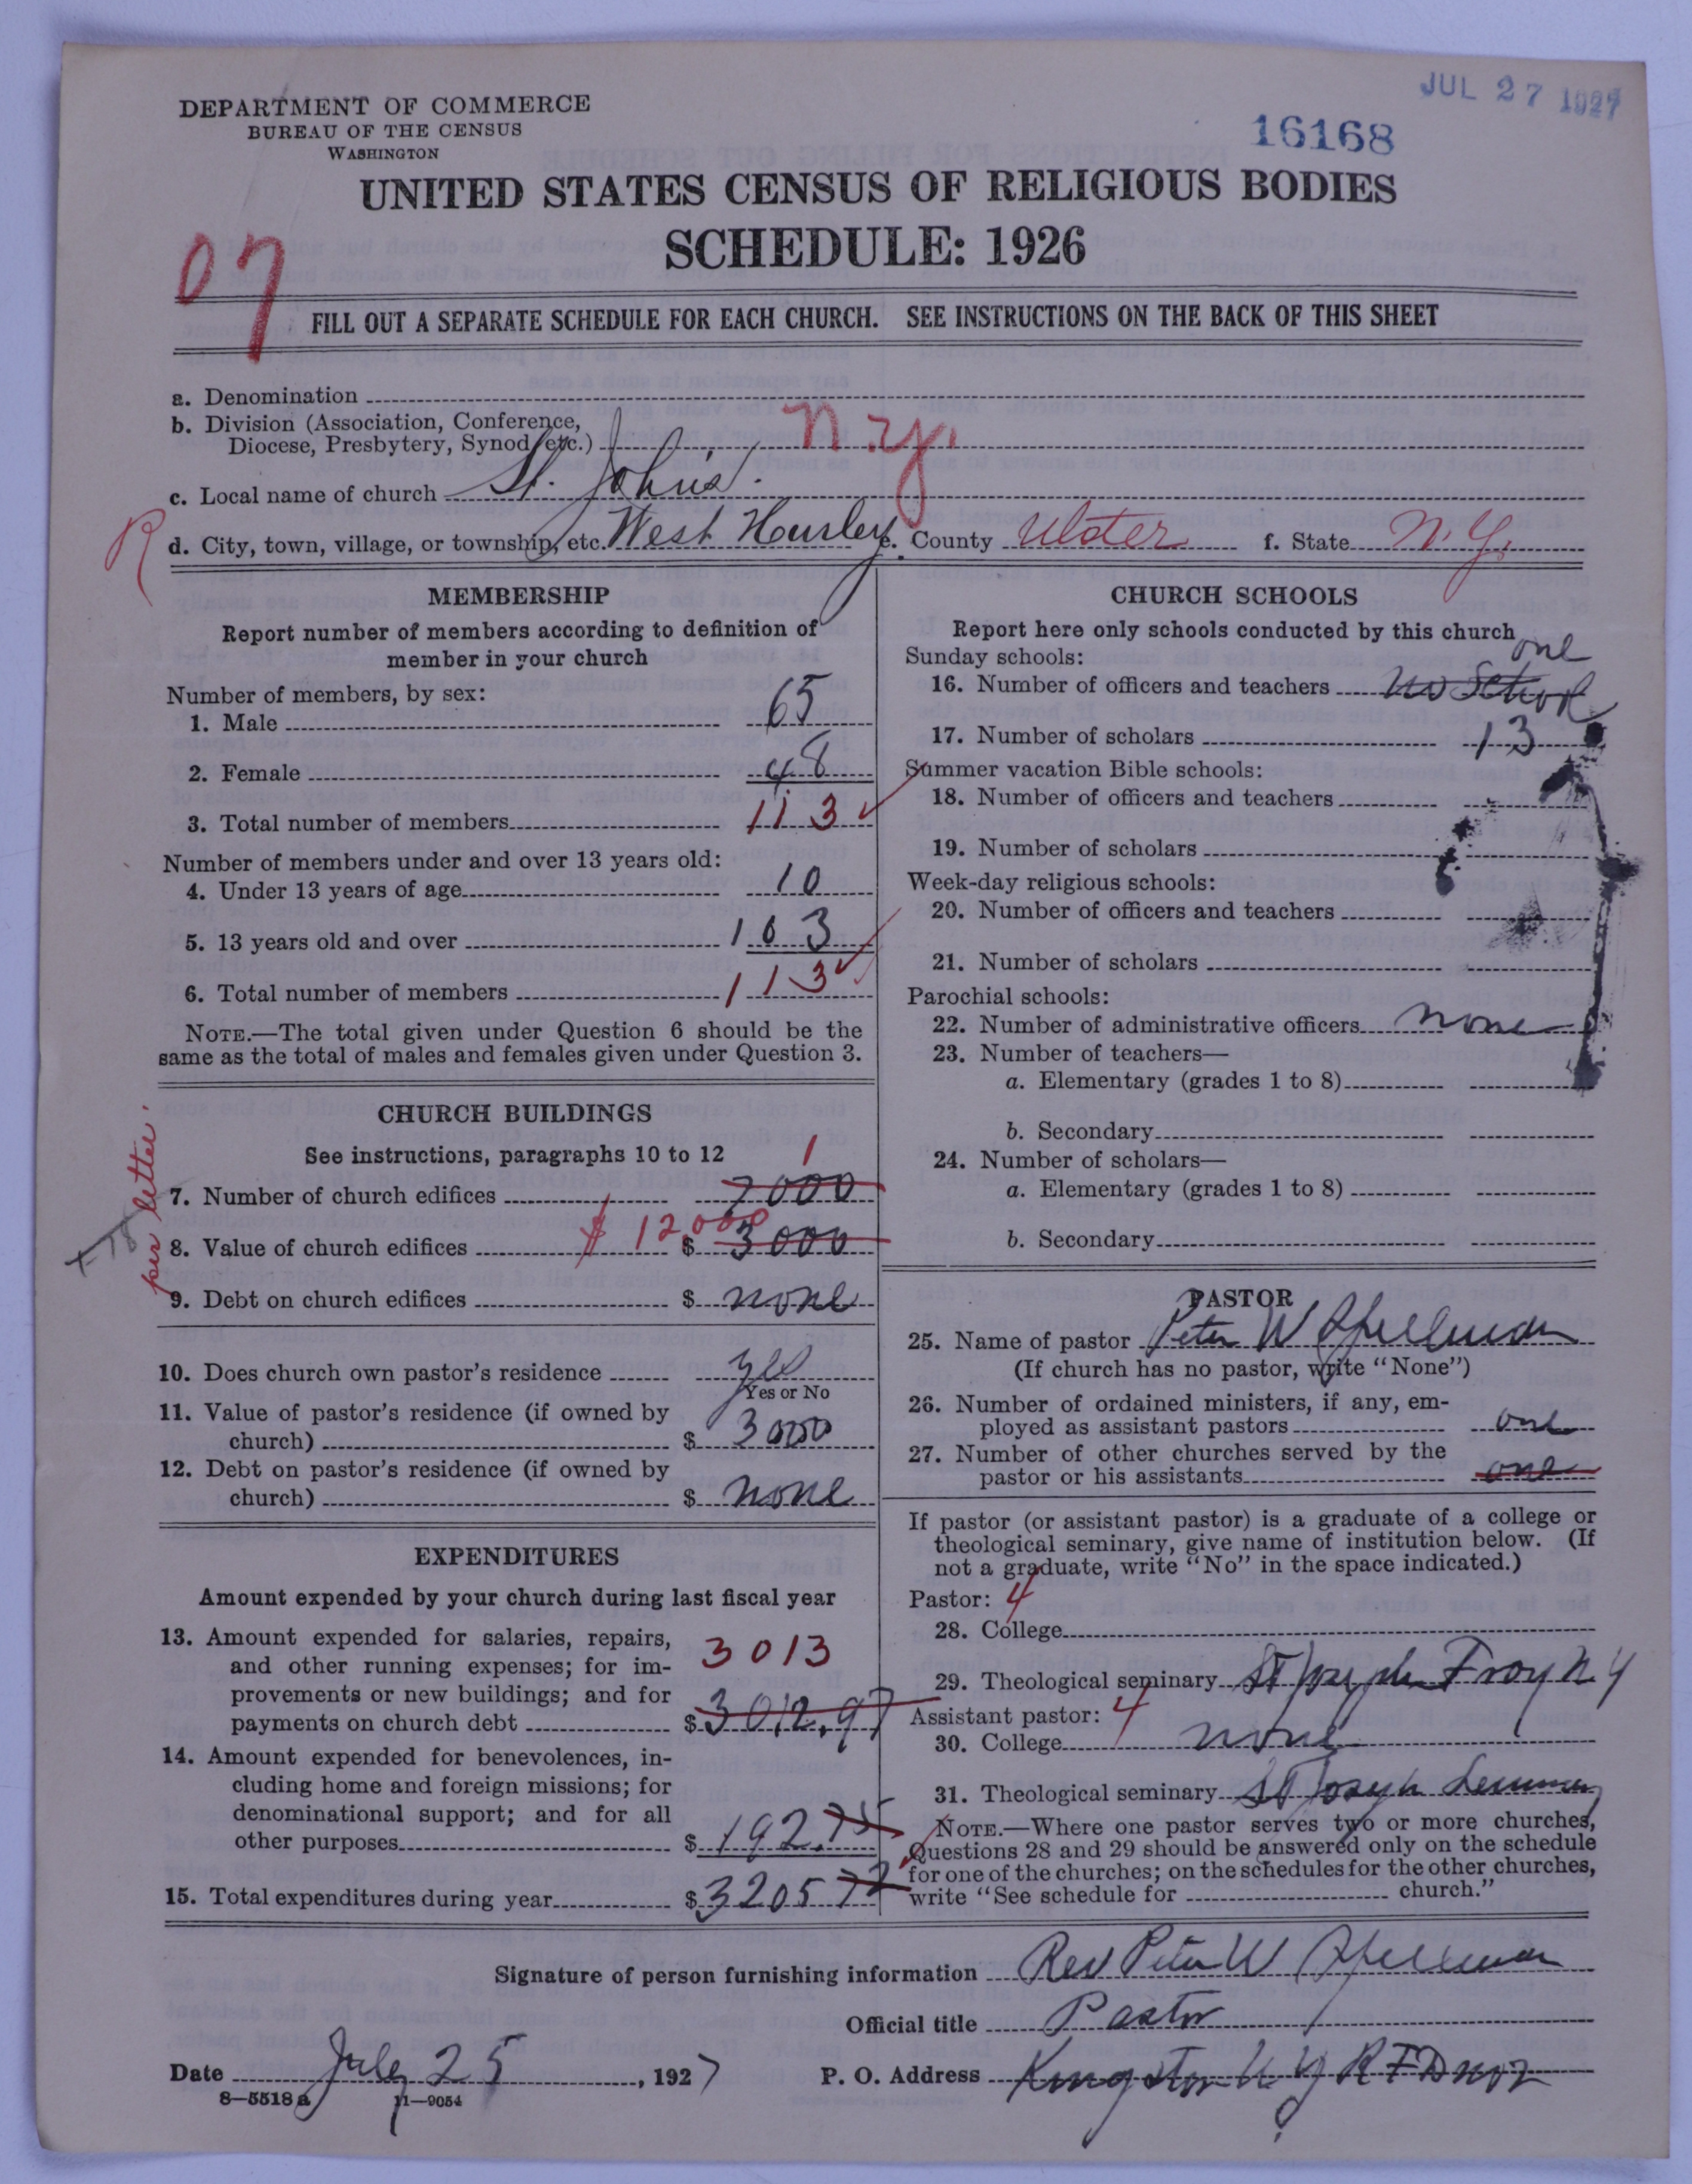 JUL 27 1927
16168
DEPARTMENT OF COMMERCE
BUREAU OF THE CENSUS
WASHINGTON
UNITED STATES CENSUS OF RELIGIOUS BODIES
SCHEDULE: 1926
07
FILL OUT A SEPARATE SCHEDULE FOR EACH CHURCH. SEE INSTRUCTIONS ON THE BACK OF THIS SHEET
a. Denomination
b. Division (Association, Conference,
Diocese, Presbytery, Synod, etc.) N.Y.
c. Local name of church St. John's.
R
d. City, town, village, or township, etc. West Hurley. e. County Ulster f. State N.Y.
MEMBERSHIP
Report number of members according to definition of
member in your church
Number of members, by sex:
1. Male 65
2. Female 48
3. Total number of members 113
Number of members under and over 13 years old:
4. Under 13 years of age 10
5. 13 years old and over 103
6. Total number of members 113
NOTE.—The total given under Question 6 should be the
same as the total of males and females given under Question 3.
CHURCH BUILDINGS
See instructions, paragraphs 10 to 12
1
7. Number of church edifices 7000
per letter.
8. Value of church edifices $ 12,000 $ 3000
9. Debt on church edifices $ none
10. Does church own pastor's residence yes
Yes or No
11. Value of pastor's residence (if owned by
church) $ 3000
12. Debt on pastor's residence (if owned by
church) $ none
EXPENDITURES
Amount expended by your church during last fiscal year
13. Amount expended for salaries, repairs,
and other running expenses; for im- 3013
provements or new buildings; and for
payments on church debt $ 3012.97
14. Amount expended for benevolences, in-
cluding home and foreign missions; for
denominational support; and for all
other purposes $ 192.75
15. Total expenditures during year $ 3205 72
CHURCH SCHOOLS
Report here only schools conducted by this church
Sunday schools: one
16. Number of officers and teachers no School
17. Number of scholars 13
Summer vacation Bible schools:
18. Number of officers and teachers
19. Number of scholars
Week-day religious schools:
20. Number of officers and teachers
21. Number of scholars
Parochial schools:
22. Number of administrative officers none
23. Number of teachers—
a. Elementary (grades 1 to 8)
b. Secondary
24. Number of scholars—
a. Elementary (grades 1 to 8)
b. Secondary
PASTOR
25. Name of pastor Peter W Spellman
(If church has no pastor, write "None")
26. Number of ordained ministers, if any, em-
ployed as assistant pastors one
27. Number of other churches served by the
pastor or his assistants one
If pastor (or assistant pastor) is a graduate of a college or
theological seminary, give name of institution below. (If
not a graduate, write "No" in the space indicated.)
Pastor: 4
28. College
29. Theological seminary St Joseph Troy N Y
Assistant pastor: 4
30. College none
31. Theological seminary St Joseph Seminary
NOTE.—Where one pastor serves two or more churches,
Questions 28 and 29 should be answered only on the schedule
for one of the churches; on the schedules for the other churches,
write "See schedule for church."
Signature of person furnishing information Rev Peter W Spellman
Official title Pastor
Date July 25, 1927 P. O. Address Kingston N Y R F D No 2
8—5518 a 11—9054